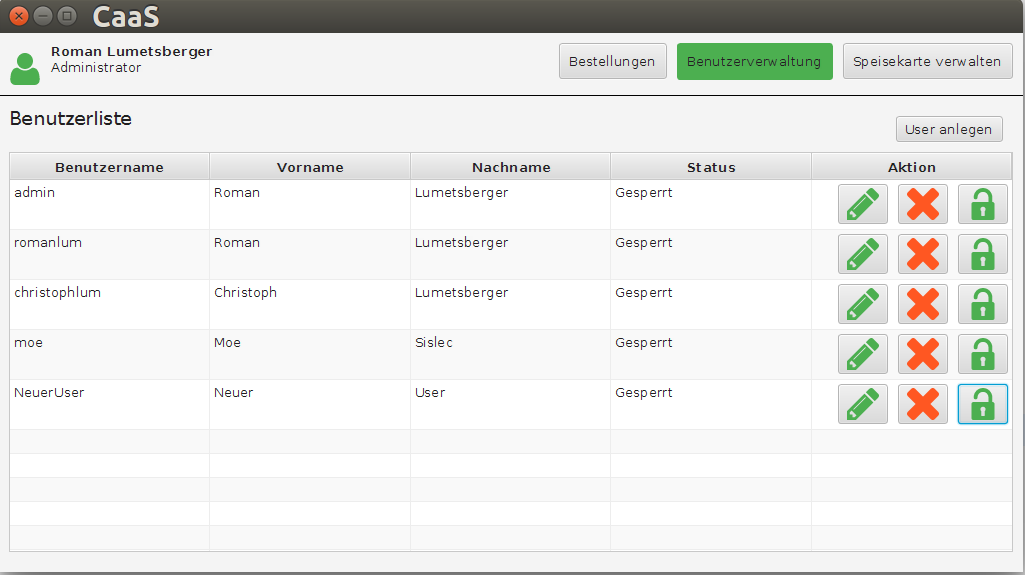 CaaS
Roman Lumetsberger
Administrator
Bestellungen Benutzerverwaltung Speisekarte verwalten
Benutzerliste
User anlegen
Benutzername Vorname Nachname Status Aktion
admin Roman Lumetsberger Gesperrt
romanlum Roman Lumetsberger Gesperrt
christophlum Christoph Lumetsberger Gesperrt
moe Moe Sislec Gesperrt
NeuerUser Neuer User Gesperrt